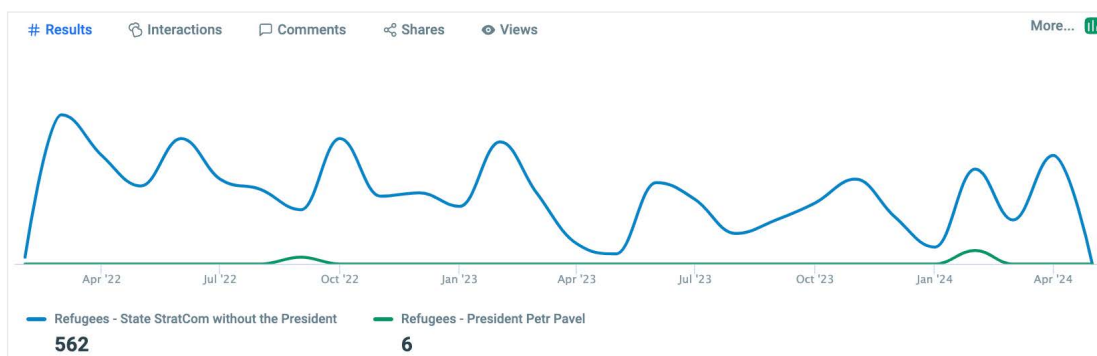 # Results Interactions Comments Shares Views More...
Apr '22 Jul '22 Oct '22 Jan '23 Apr '23 Jul '23 Oct '23 Jan '24 Apr '24
Refugees - State StratCom without the President Refugees - President Petr Pavel
562 6